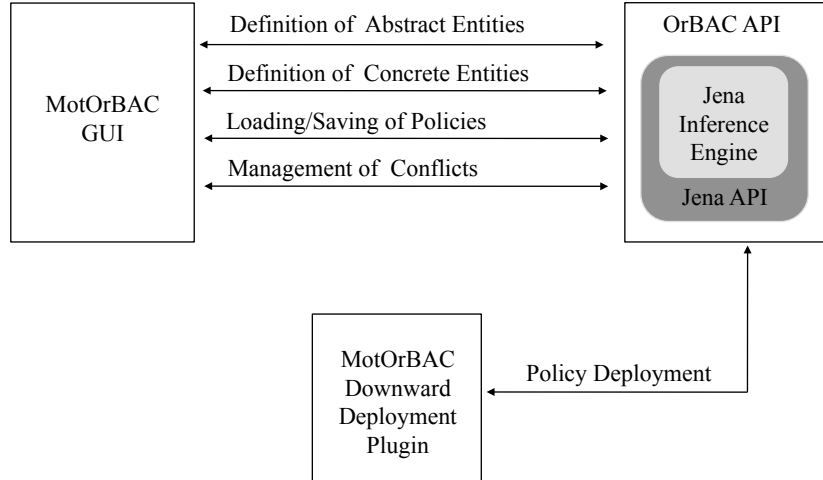 MotOrBAC
GUI
Definition of Abstract Entities
Definition of Concrete Entities
Loading/Saving of Policies
Management of Conflicts
OrBAC API
Jena
Inference
Engine
Jena API
MotOrBAC
Downward
Deployment
Plugin
Policy Deployment